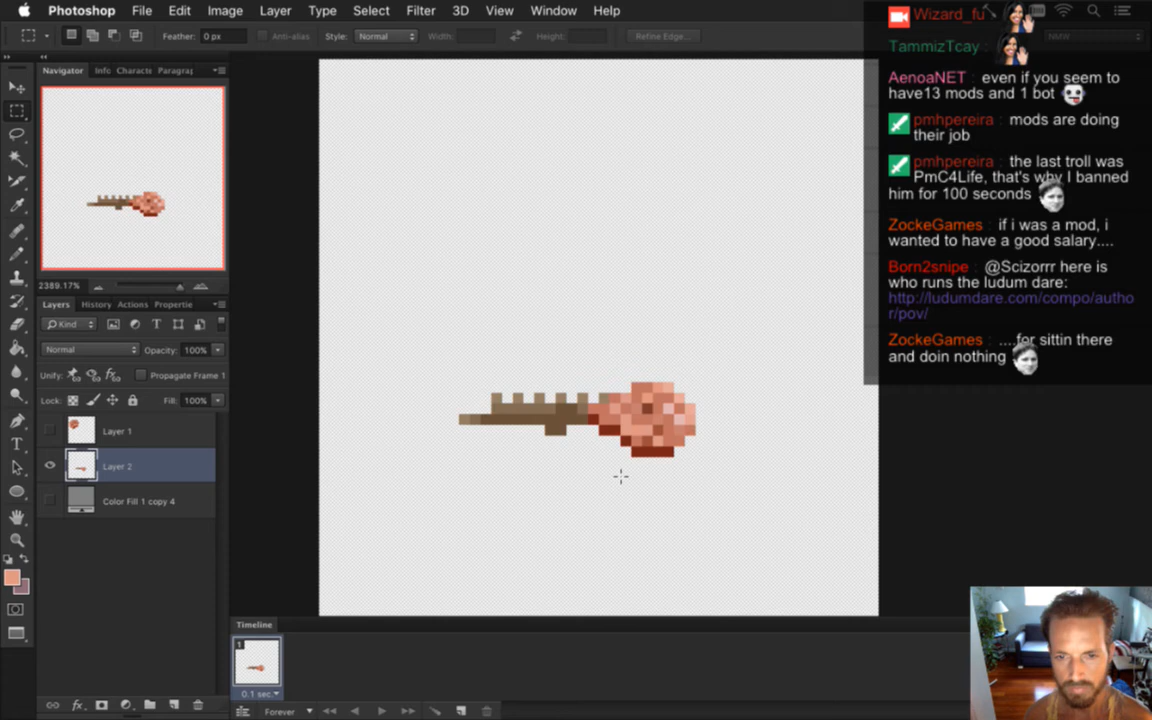 Photoshop File Edit Image Layer Type Select Filter 3D View Window Help
Feather: 0 px Anti-alias Style: Normal Width: Height: Refine Edge...
Navigator Info Characte Paragraj
2389.17%
Layers History Actions Propertie
Kind
Normal Opacity: 100%
Unify: Propagate Frame 1
Lock: Fill: 100%
Layer 1
Layer 2
Color Fill 1 copy 4
Timeline
1
0.1 sec.
Forever
Wizard_fu
TammizTcay :
AenoaNET : even if you seem to
have13 mods and 1 bot
pmhpereira : mods are doing
their job
pmhpereira : the last troll was
PmC4Life, that's why I banned
him for 100 seconds
ZockeGames : if i was a mod, i
wanted to have a good salary....
Born2snipe : @Scizorrr here is
who runs the ludum dare:
http://ludumdare.com/compo/autho
r/pov/
ZockeGames : ....for sittin there
and doin nothing